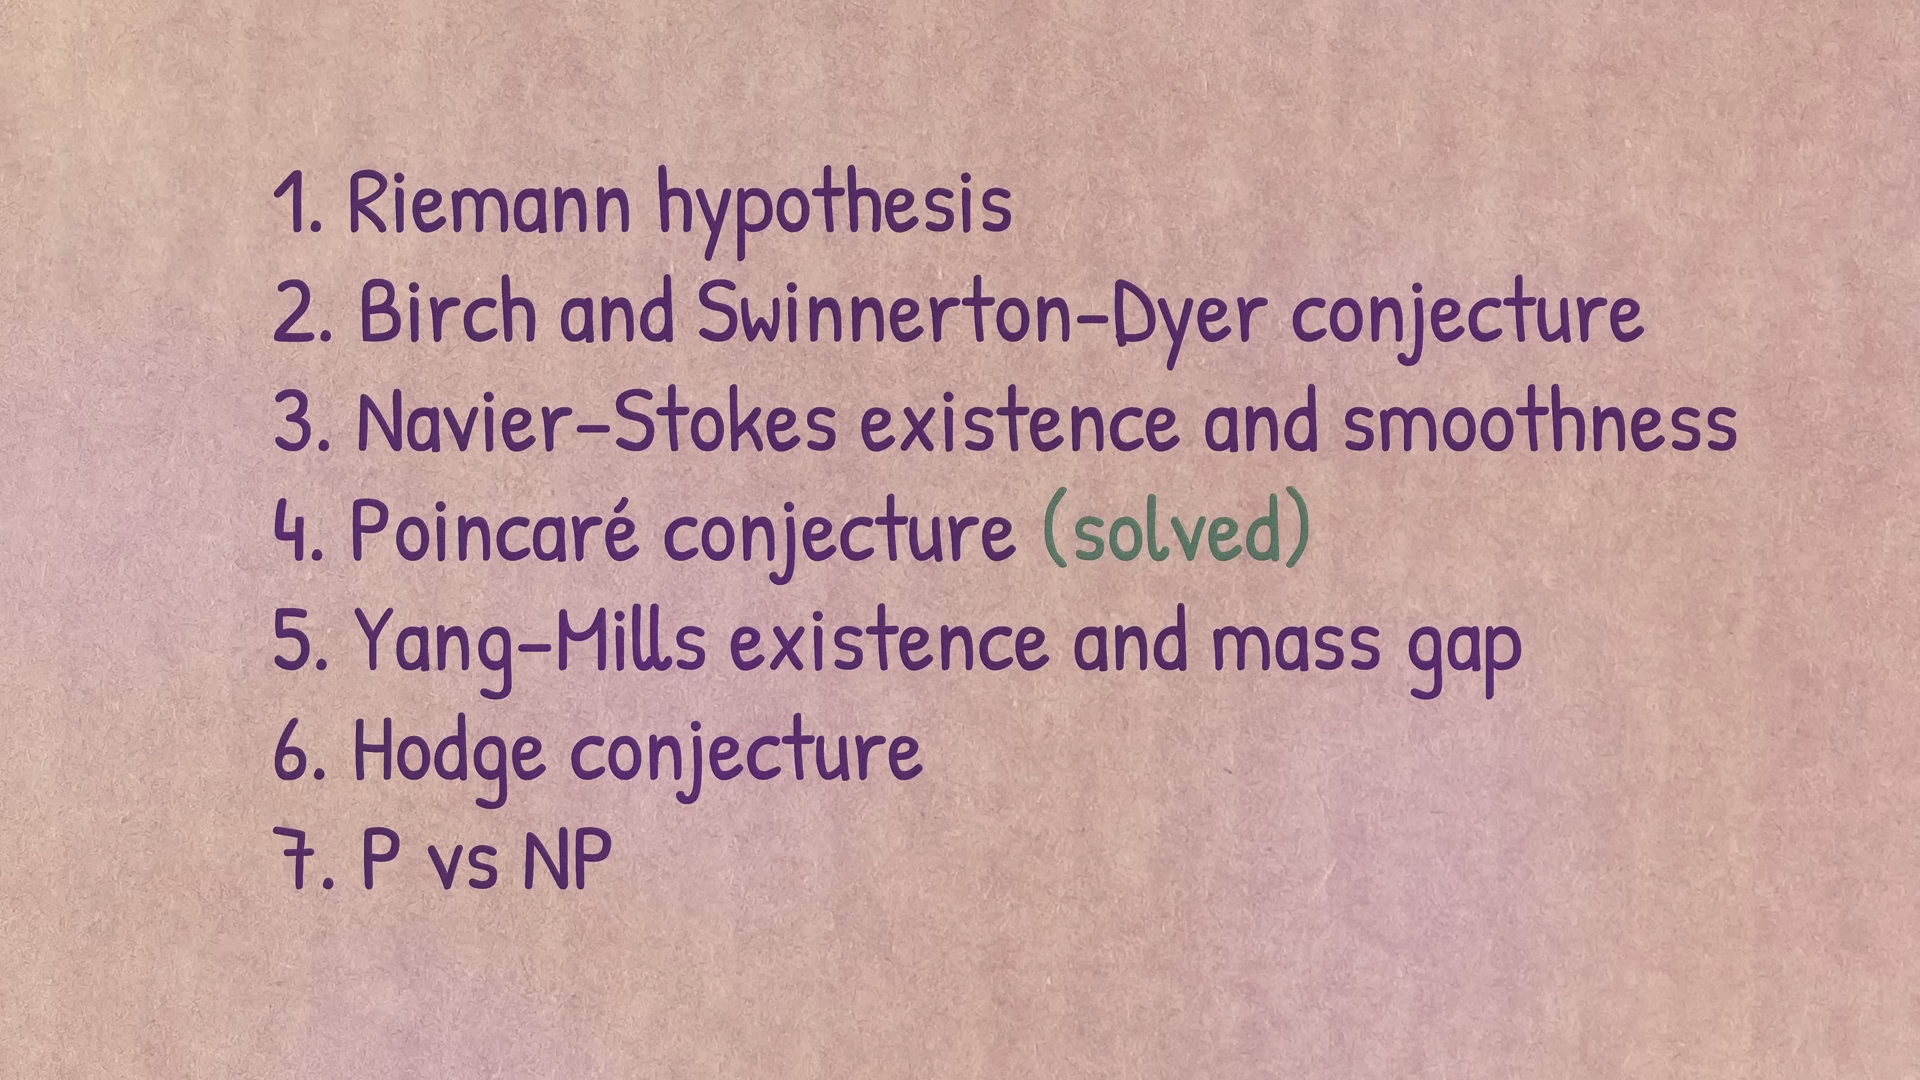 1. Riemann hypothesis
2. Birch and Swinnerton-Dyer conjecture
3. Navier-Stokes existence and smoothness
4. Poincaré conjecture (solved)
5. Yang-Mills existence and mass gap
6. Hodge conjecture
7. P vs NP